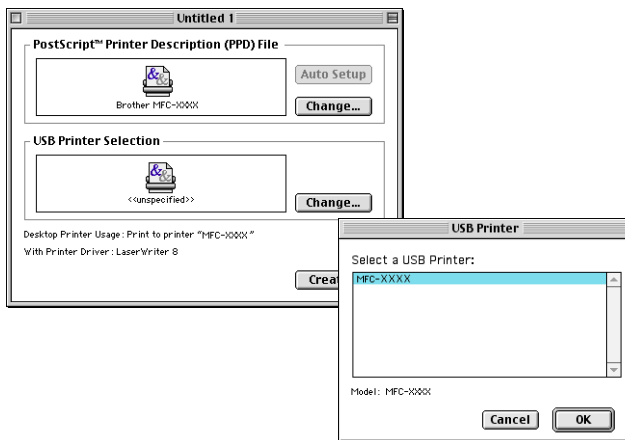 Untitled 1
PostScript™ Printer Description (PPD) File
Brother MFC-XXXX
Auto Setup
Change...
USB Printer Selection
<<unspecified>>
Change...
Desktop Printer Usage: Print to printer "MFC-XXXX"
With Printer Driver: LaserWriter 8
Creat
USB Printer
Select a USB Printer:
MFC-XXXX
Model: MFC-XXXX
Cancel
OK